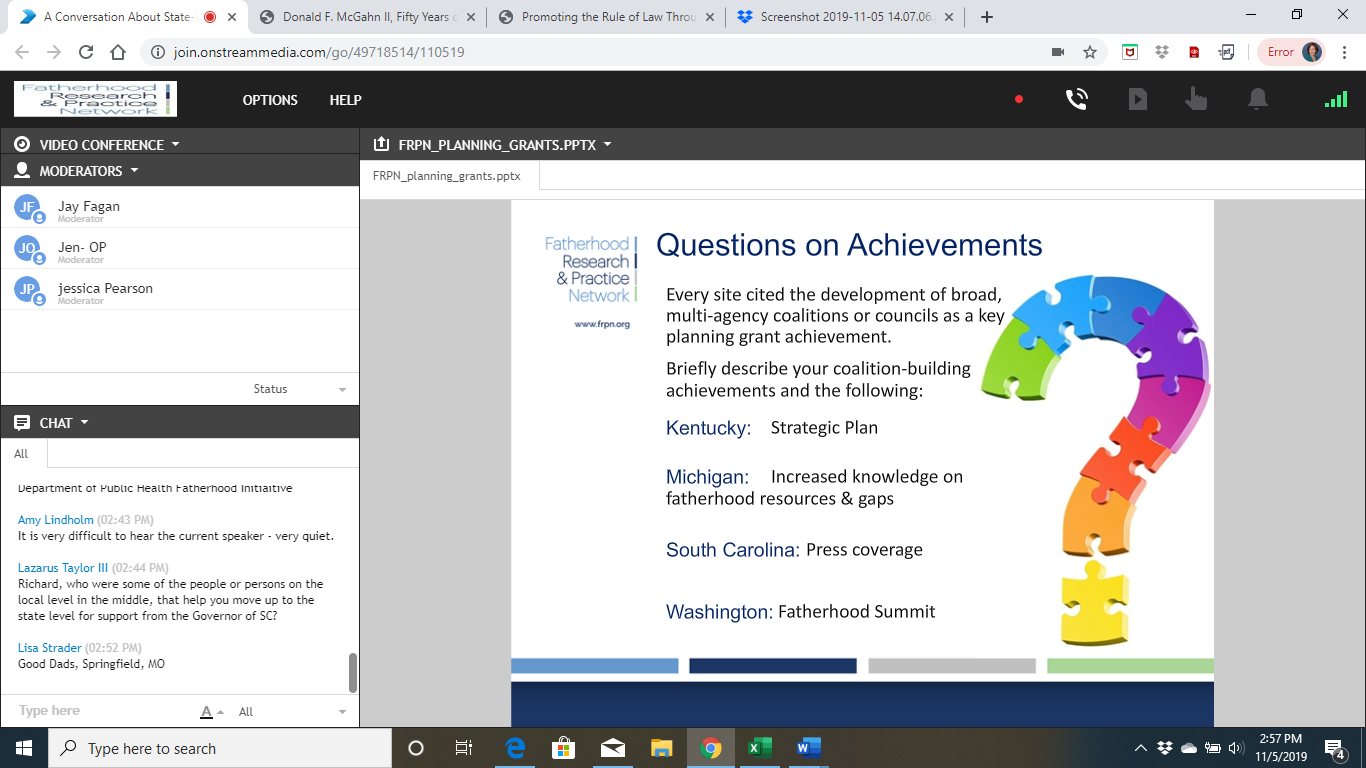 A Conversation About State-
Donald F. McGahn II, Fifty Years o
Promoting the Rule of Law Throu
Screenshot 2019-11-05 14.07.06.
join.onstreammedia.com/go/49718514/110519
Error
Fatherhood
Research
& Practice
Network
OPTIONS
HELP
VIDEO CONFERENCE
MODERATORS
JF
Jay Fagan
Moderator
JO
Jen- OP
Moderator
JP
jessica Pearson
Moderator
Status
CHAT
All
Department of Public Health Fatherhood Initiaitive
Amy Lindholm (02:43 PM)
It is very difficult to hear the current speaker - very quiet.
Lazarus Taylor III (02:44 PM)
Richard, who were some of the people or persons on the
local level in the middle, that help you move up to the
state level for support from the Governor of SC?
Lisa Strader (02:52 PM)
Good Dads, Springfield, MO
Type here
A
All
FRPN_PLANNING_GRANTS.PPTX
FRPN_planning_grants.pptx
Fatherhood
Research
& Practice
Network
www.frpn.org
Questions on Achievements
Every site cited the development of broad,
multi-agency coalitions or councils as a key
planning grant achievement.
Briefly describe your coalition-building
achievements and the following:
Kentucky: Strategic Plan
Michigan: Increased knowledge on
fatherhood resources & gaps
South Carolina: Press coverage
Washington: Fatherhood Summit
Type here to search
2:57 PM
11/5/2019
4